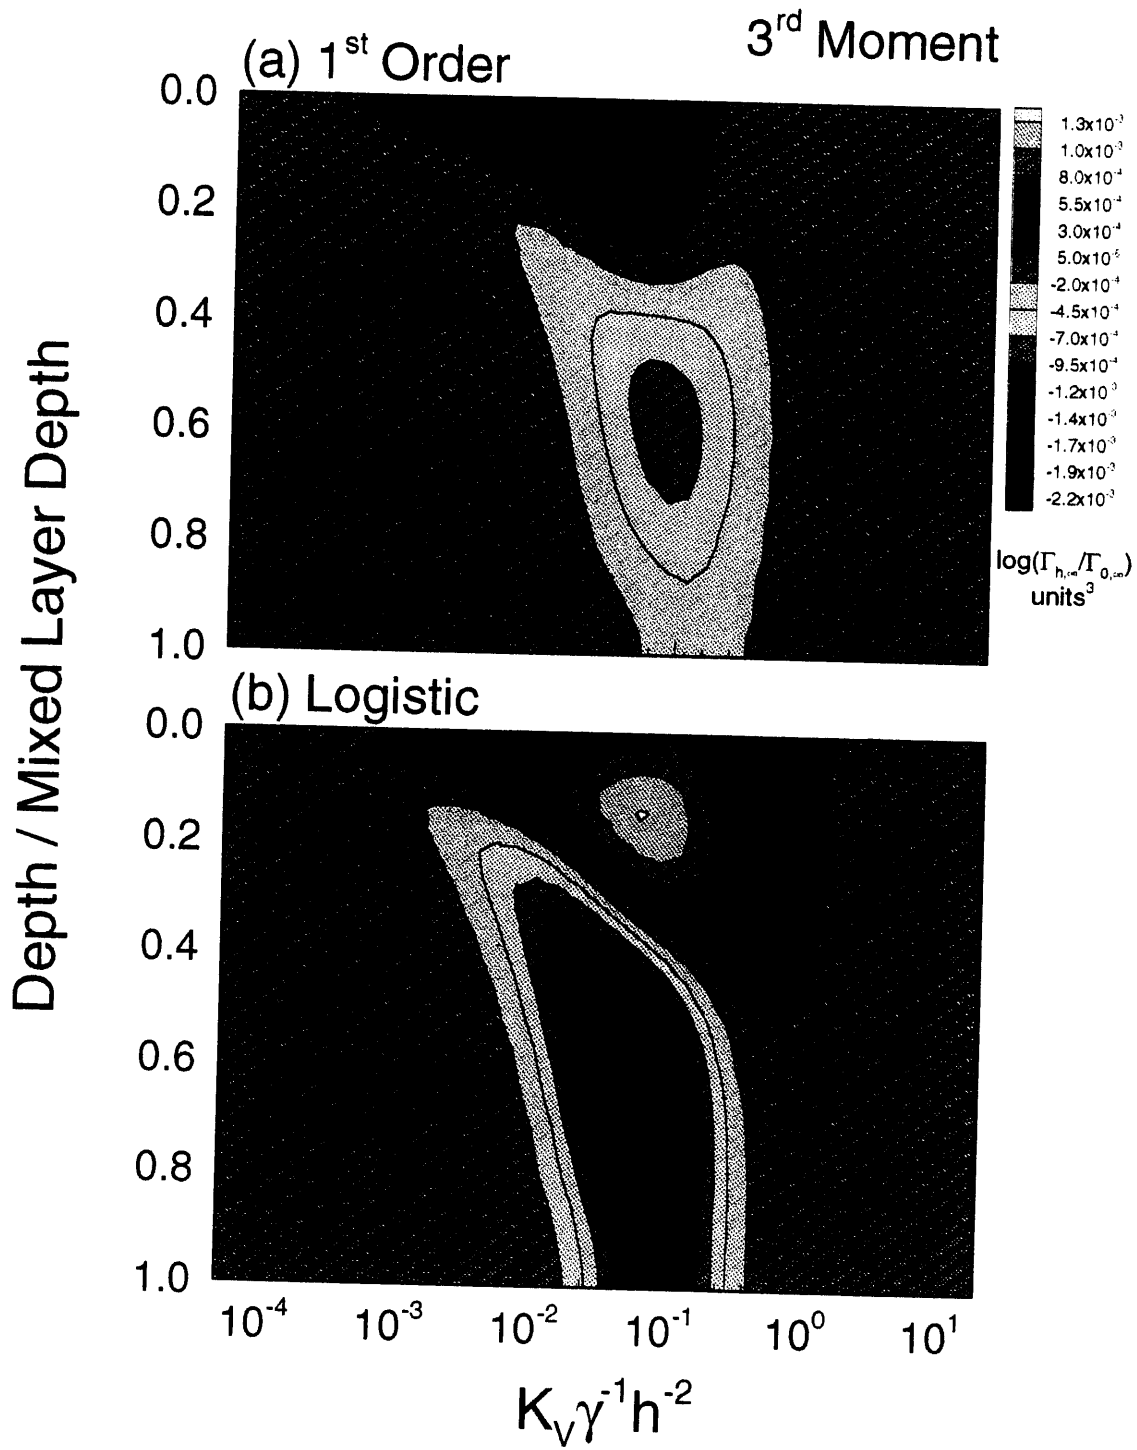 3rd Moment
(a) 1st Order
0.0
0.2
0.4
0.6
0.8
1.0
1.3x10-3
1.0x10-3
8.0x10-4
5.5x10-4
3.0x10-4
5.0x10-5
-2.0x10-4
-4.5x10-4
-7.0x10-4
-9.5x10-4
-1.2x10-3
-1.4x10-3
-1.7x10-3
-1.9x10-3
-2.2x10-3
log(Γh,∞/Γ0,∞)
units3
Depth / Mixed Layer Depth
(b) Logistic
0.0
0.2
0.4
0.6
0.8
1.0
10-4 10-3 10-2 10-1 100 101
KVγ-1h-2